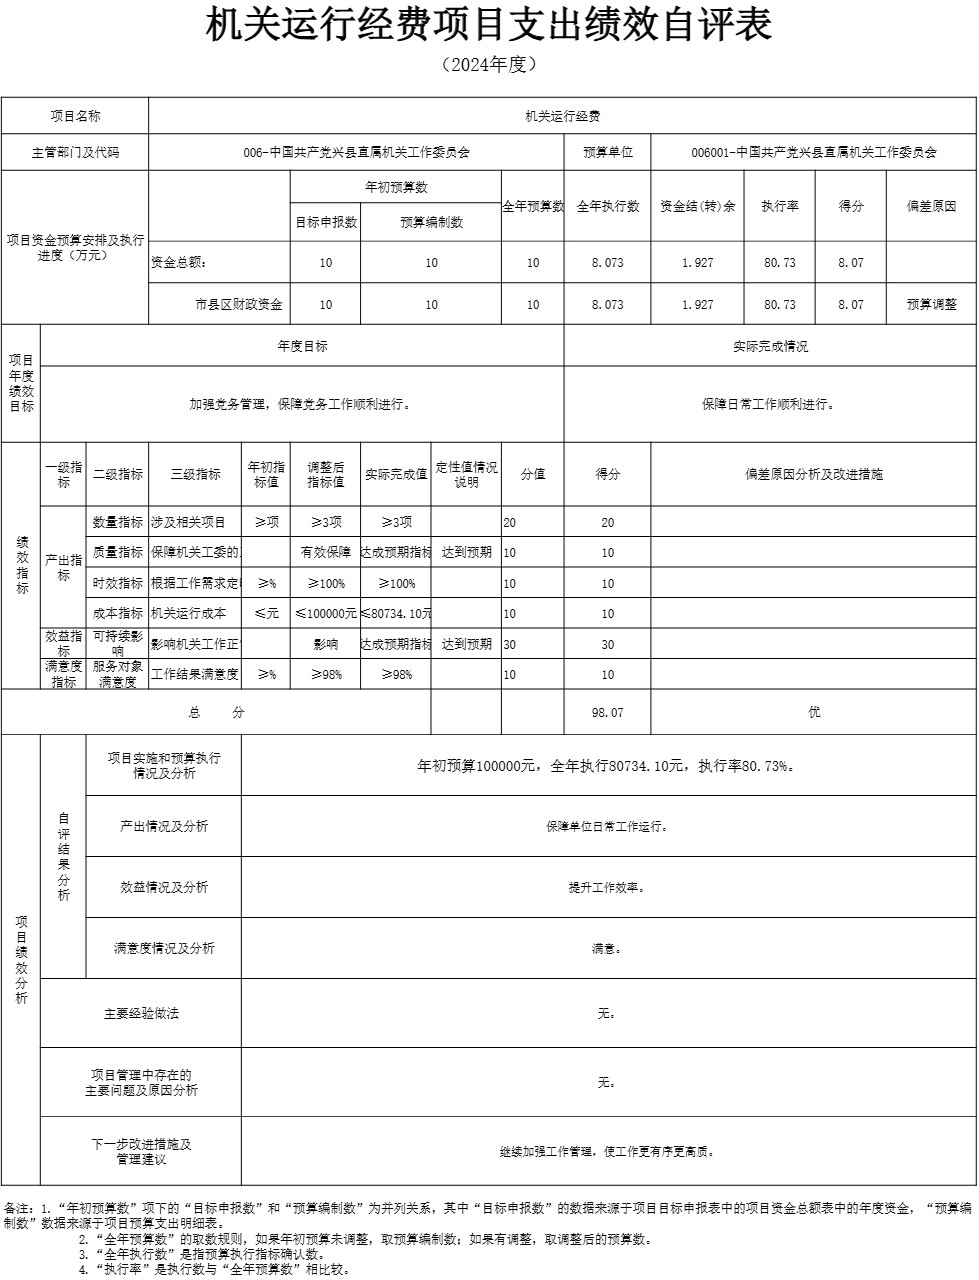 机关运行经费项目支出绩效自评表
（2024年度）
项目名称
机关运行经费
主管部门及代码
006-中国共产党兴县直属机关工作委员会
预算单位
006001-中国共产党兴县直属机关工作委员会
项目资金预算安排及执行
进度（万元）
年初预算数
目标申报数
预算编制数
全年预算数
全年执行数
资金结(转)余
执行率
得分
偏差原因
资金总额：
10
10
10
8.073
1.927
80.73
8.07
市县区财政资金
10
10
10
8.073
1.927
80.73
8.07
预算调整
项目
年度
绩效
目标
年度目标
实际完成情况
加强党务管理，保障党务工作顺利进行。
保障日常工作顺利进行。
绩
效
指
标
一级指
标
二级指标
三级指标
年初指
标值
调整后
指标值
实际完成值
定性值情况
说明
分值
得分
偏差原因分析及改进措施
产出指
标
数量指标
涉及相关项目
≥项
≥3项
≥3项
20
20
质量指标
保障机关工委的
有效保障
达成预期指标
达到预期
10
10
时效指标
根据工作需求定
≥%
≥100%
≥100%
10
10
成本指标
机关运行成本
≤元
≤100000元
≤80734.10元
10
10
效益指
标
可持续影
响
影响机关工作正
影响
达成预期指标
达到预期
30
30
满意度
指标
服务对象
满意度
工作结果满意度
≥%
≥98%
≥98%
10
10
总 分
98.07
优
项
目
绩
效
分
析
自
评
结
果
分
析
项目实施和预算执行
情况及分析
年初预算100000元，全年执行80734.10元，执行率80.73%。
产出情况及分析
保障单位日常工作运行。
效益情况及分析
提升工作效率。
满意度情况及分析
满意。
主要经验做法
无。
项目管理中存在的
主要问题及原因分析
无。
下一步改进措施及
管理建议
继续加强工作管理，使工作更有序更高质。
备注：1.“年初预算数”项下的“目标申报数”和“预算编制数”为并列关系，其中“目标申报数”的数据来源于项目目标申报表中的项目资金总额表中的年度资金，“预算编
制数”数据来源于项目预算支出明细表。
2.“全年预算数”的取数规则，如果年初预算未调整，取预算编制数；如果有调整，取调整后的预算数。
3.“全年执行数”是指预算执行指标确认数。
4.“执行率”是执行数与“全年预算数”相比较。